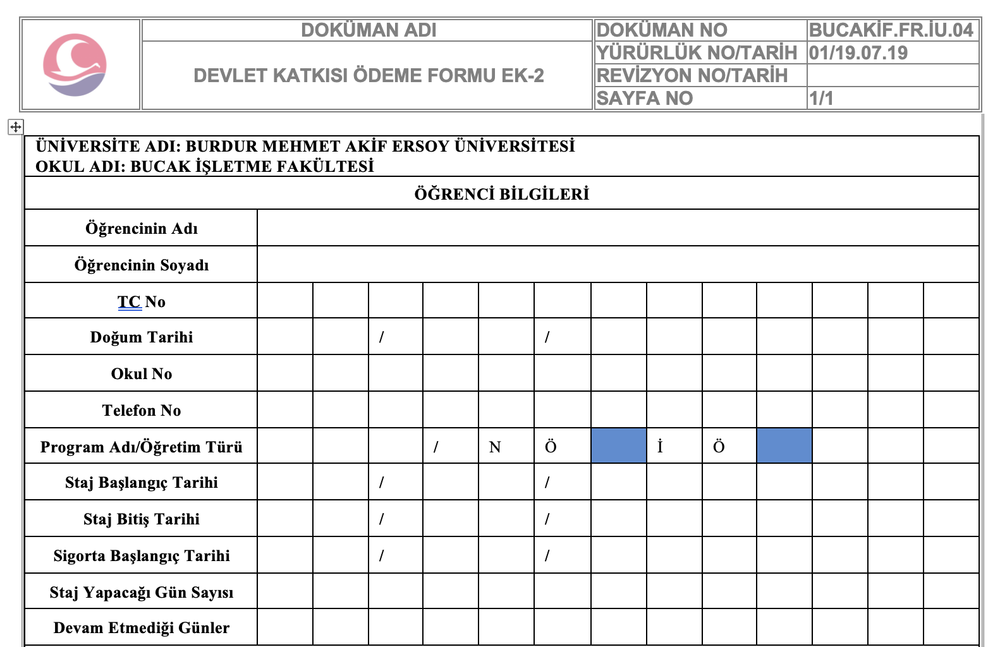 DOKÜMAN ADI
DEVLET KATKISI ÖDEME FORMU EK-2
DOKÜMAN NO BUCAKİF.FR.İU.04
YÜRÜRLÜK NO/TARİH 01/19.07.19
REVİZYON NO/TARİH
SAYFA NO 1/1
ÜNİVERSİTE ADI: BURDUR MEHMET AKİF ERSOY ÜNİVERSİTESİ
OKUL ADI: BUCAK İŞLETME FAKÜLTESİ
ÖĞRENCİ BİLGİLERİ
Öğrencinin Adı
Öğrencinin Soyadı
TC No
Doğum Tarihi / /
Okul No
Telefon No
Program Adı/Öğretim Türü / N Ö İ Ö
Staj Başlangıç Tarihi / /
Staj Bitiş Tarihi / /
Sigorta Başlangıç Tarihi / /
Staj Yapacağı Gün Sayısı
Devam Etmediği Günler